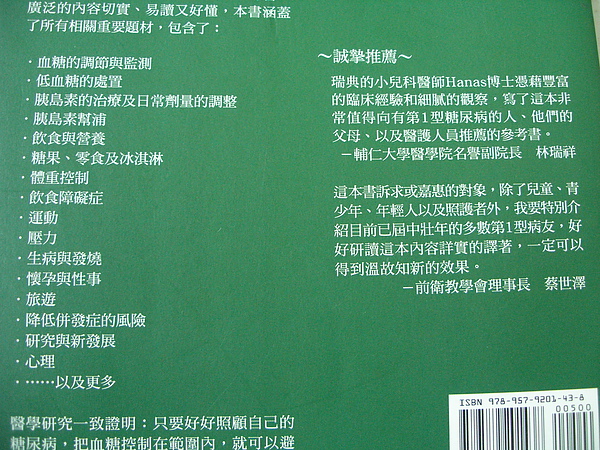 廣泛的內容切實、易讀又好懂，本書涵蓋
了所有相關重要題材，包含了：
·血糖的調節與監測
·低血糖的處置
·胰島素的治療及日常劑量的調整
·胰島素幫浦
·飲食與營養
·糖果、零食及冰淇淋
·體重控制
·飲食障礙症
·運動
·壓力
·生病與發燒
·懷孕與性事
·旅遊
·降低併發症的風險
·研究與新發展
·心理
·……以及更多
醫學研究一致證明：只要好好照顧自己的
糖尿病，把血糖控制在範圍內，就可以避
～誠摯推薦～
瑞典的小兒科醫師Hanas博士憑藉豐富
的臨床經驗和細膩的觀察，寫了這本非
常值得向有第1型糖尿病的人、他們的
父母、以及醫護人員推薦的參考書。
－輔仁大學醫學院名譽副院長 林瑞祥
這本書訴求或嘉惠的對象，除了兒童、青
少年、年輕人以及照護者外，我要特別介
紹目前已屆中壯年的多數第1型病友，好
好研讀這本內容詳實的譯著，一定可以
得到溫故知新的效果。
－前衛教學會理事長 蔡世澤
ISBN 978-957-9201-43-8
00500